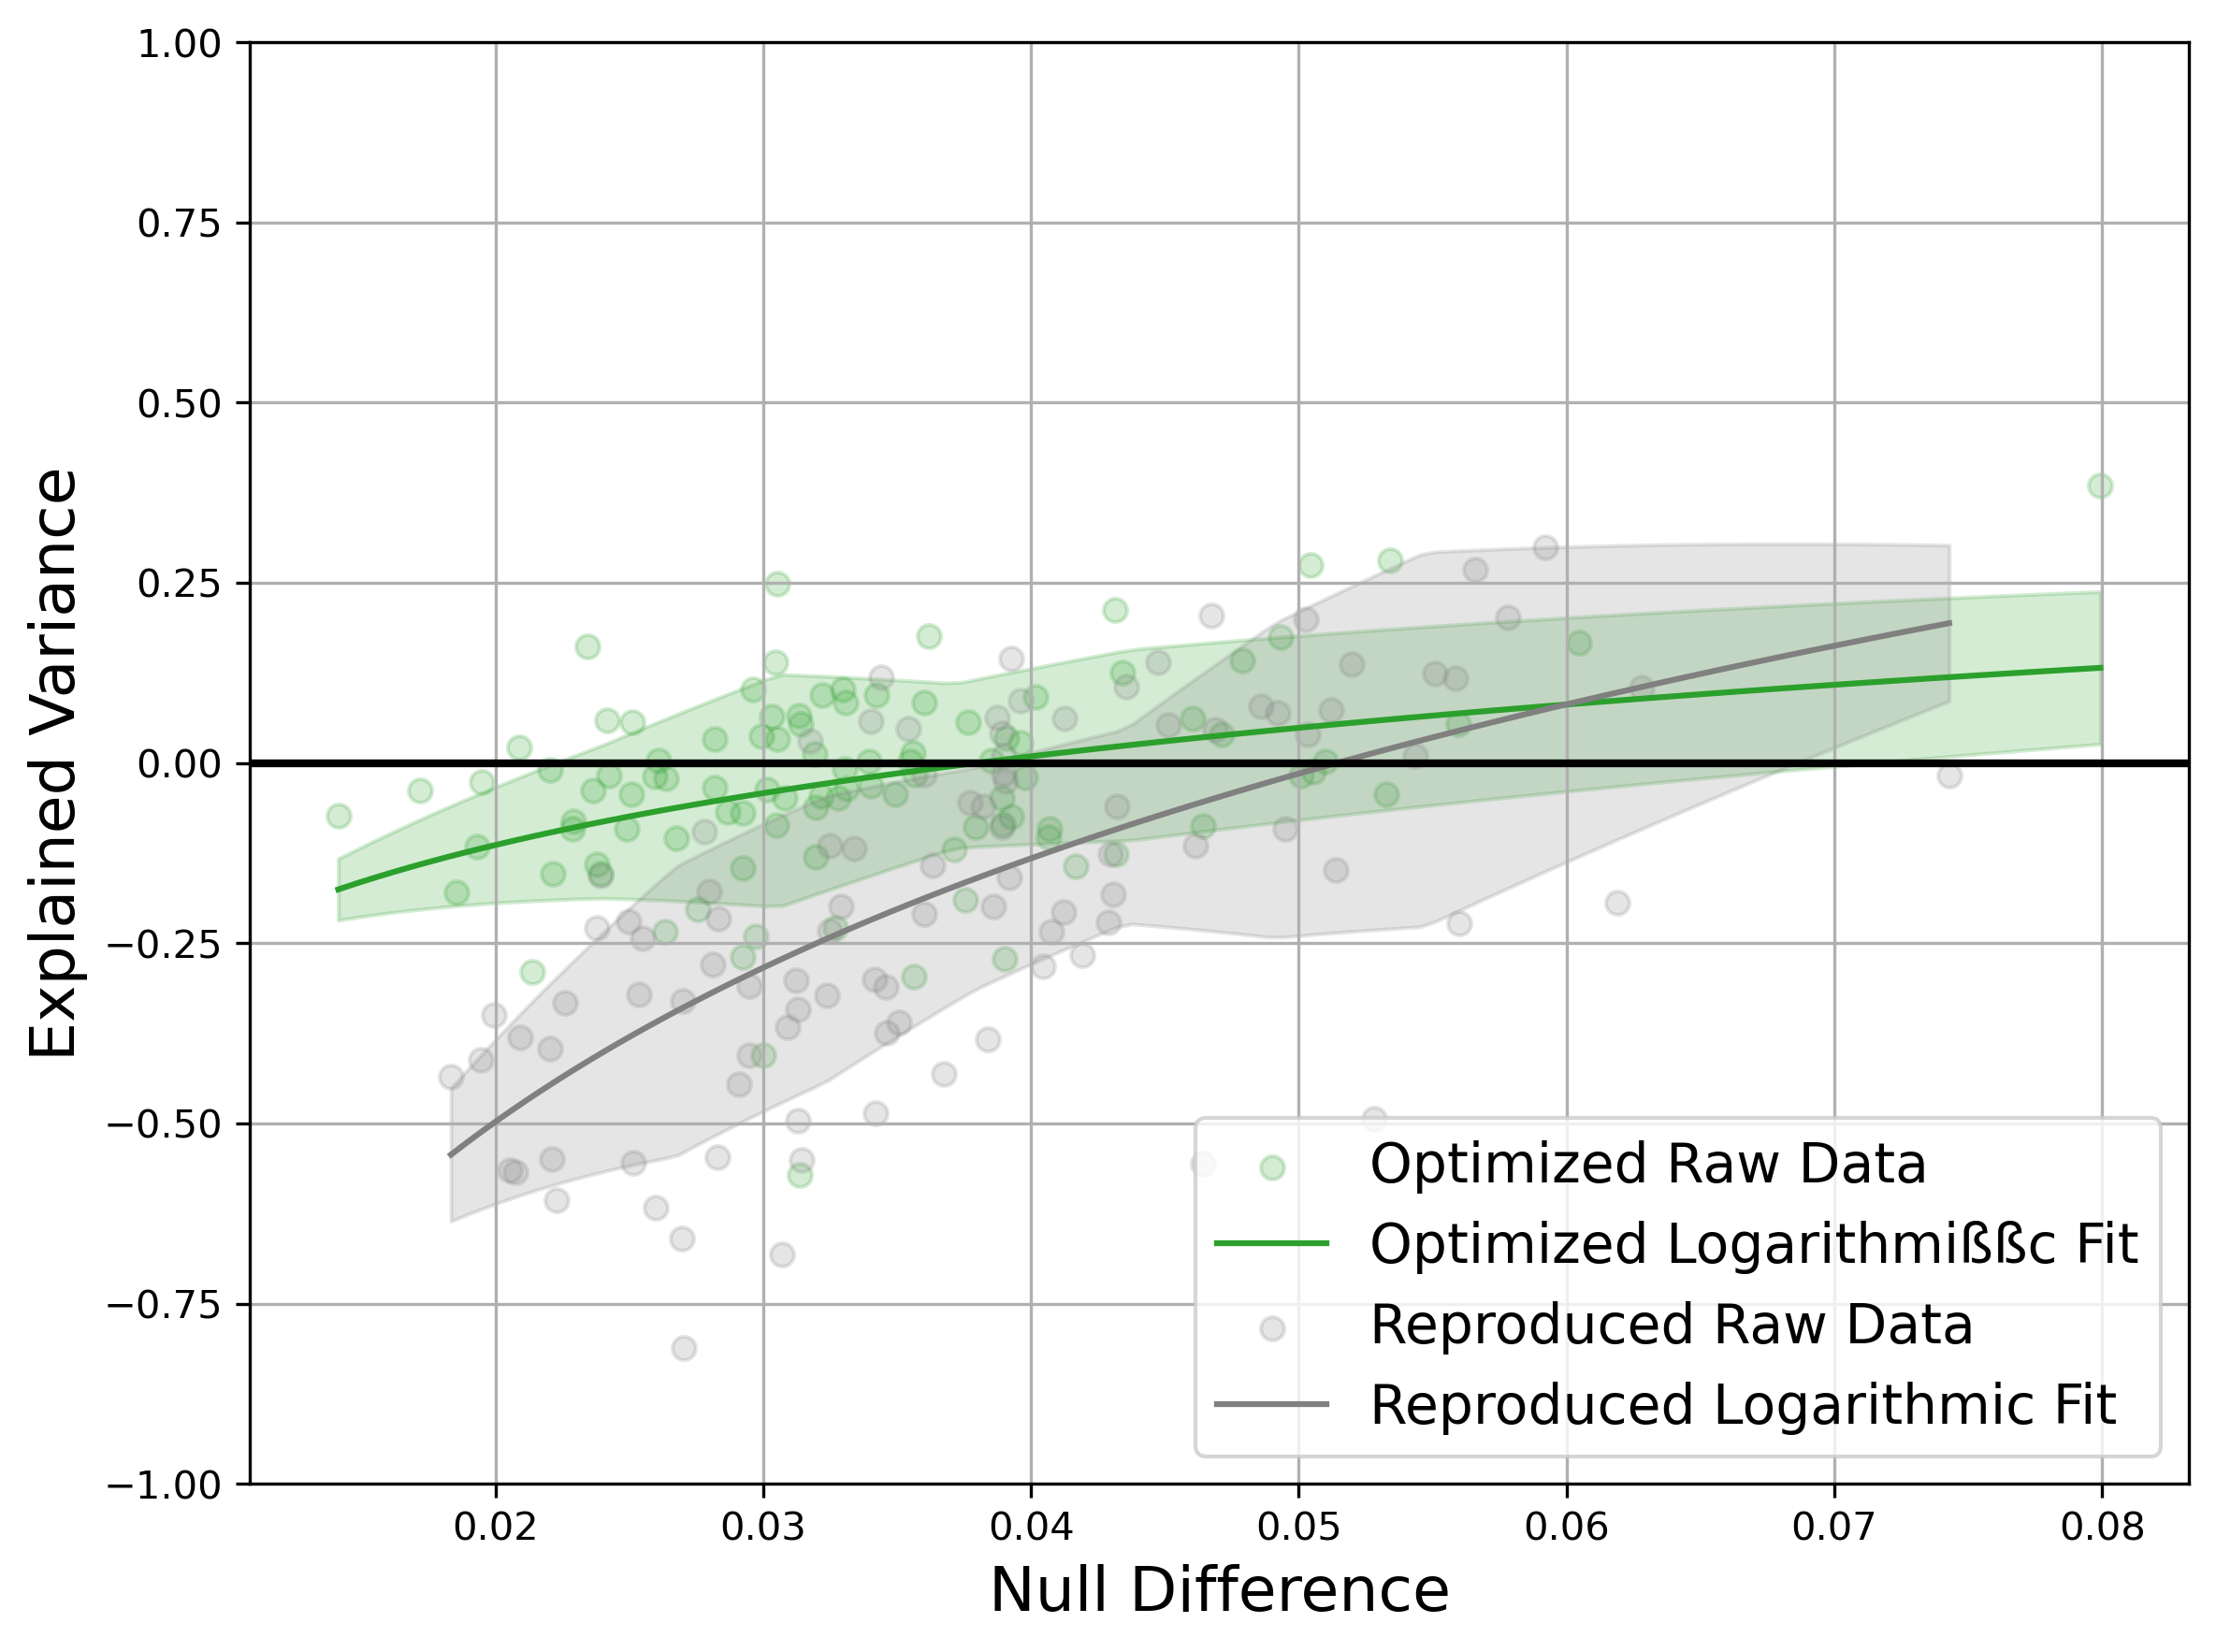 1.00
0.75
0.50
0.25
0.00
−0.25
−0.50
−0.75
−1.00
Explained Variance
0.02 0.03 0.04 0.05 0.06 0.07 0.08
Null Difference
Optimized Raw Data
Optimized Logarithmißßc Fit
Reproduced Raw Data
Reproduced Logarithmic Fit